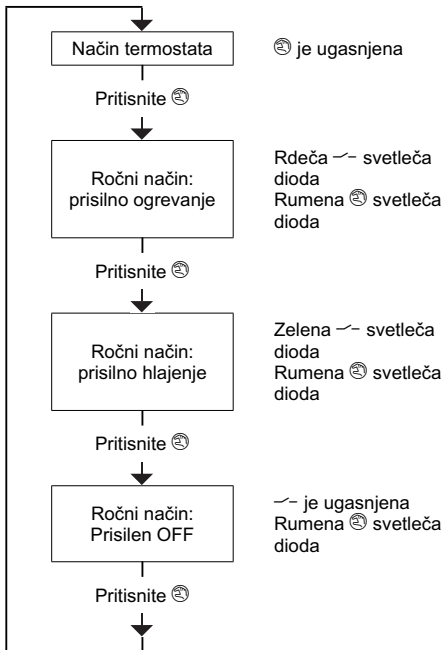 Način termostata
je ugasnjena
Pritisnite
Ročni način:
prisilno ogrevanje
Rdeča svetleča
dioda
Rumena svetleča
dioda
Pritisnite
Ročni način:
prisilno hlajenje
Zelena svetleča
dioda
Rumena svetleča
dioda
Pritisnite
Ročni način:
Prisilen OFF
je ugasnjena
Rumena svetleča
dioda
Pritisnite